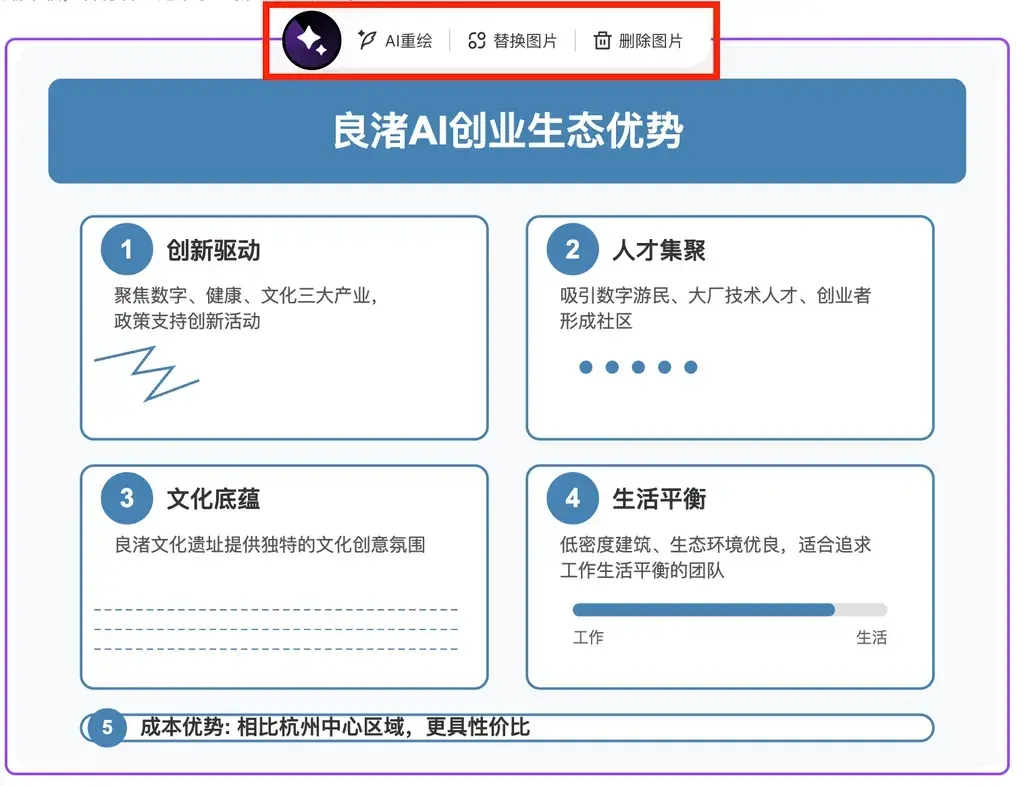 AI重绘
替换图片
删除图片
良渚AI创业生态优势
1 创新驱动
聚焦数字、健康、文化三大产业，
政策支持创新活动
2 人才集聚
吸引数字游民、大厂技术人才、创业者
形成社区
3 文化底蕴
良渚文化遗址提供独特的文化创意氛围
4 生活平衡
低密度建筑、生态环境优良，适合追求
工作生活平衡的团队
工作
生活
5 成本优势: 相比杭州中心区域，更具性价比